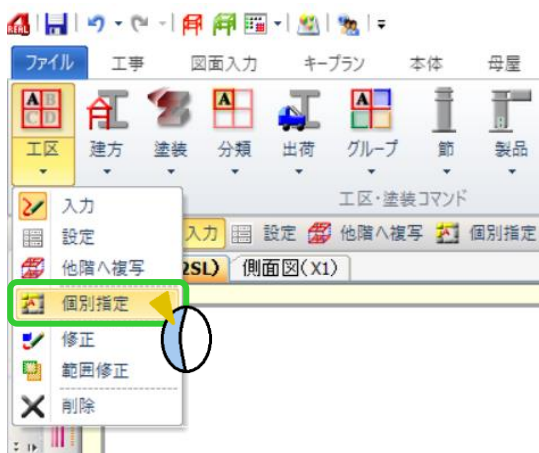 REAL
ファイル 工事 図面入力 キープラン 本体 母屋
A B
C D
A
A
工区 建方 塗装 分類 出荷 グループ 節 製品
工区・塗装コマンド
入力 設定 他階へ複写 個別指定
2SL) 側面図(X1)
入力
設定
他階へ複写
個別指定
修正
範囲修正
削除